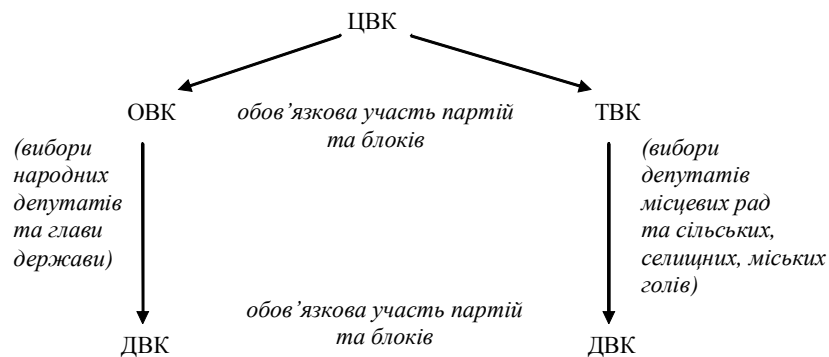 ЦВК
ОВК
обов’язкова участь партій
та блоків
ТВК
(вибори
народних
депутатів
та глави
держави)
(вибори
депутатів
місцевих рад
та сільських,
селищних, міських
голів)
обов’язкова участь партій
та блоків
ДВК
ДВК